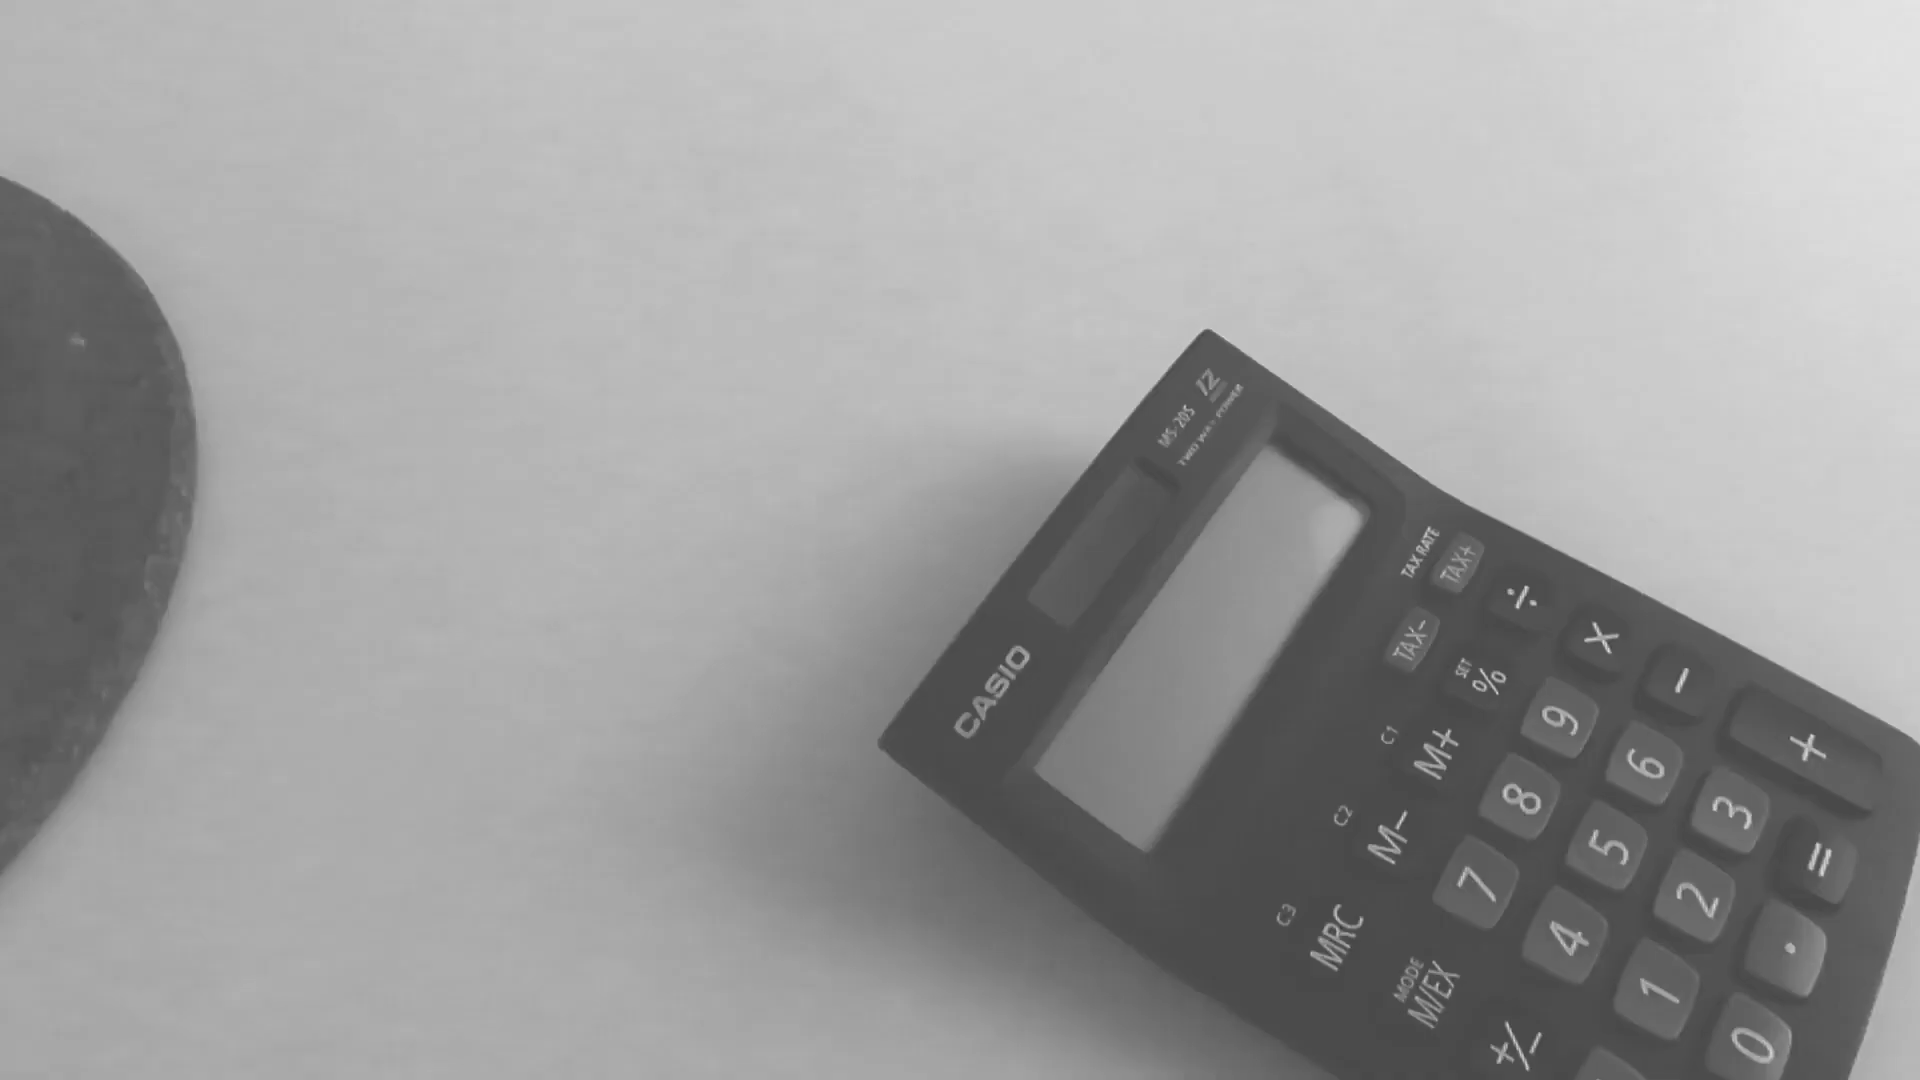 MS-20S 12
TWO WAY POWER
CASIO
TAX RATE
TAX- TAX+
SET
% ÷
C1
M+ 9 ×
C2
M- 8 6 -
C3
MRC 7 5 3 +
MODE
M/EX 4 2 =
+/- 1 .
0